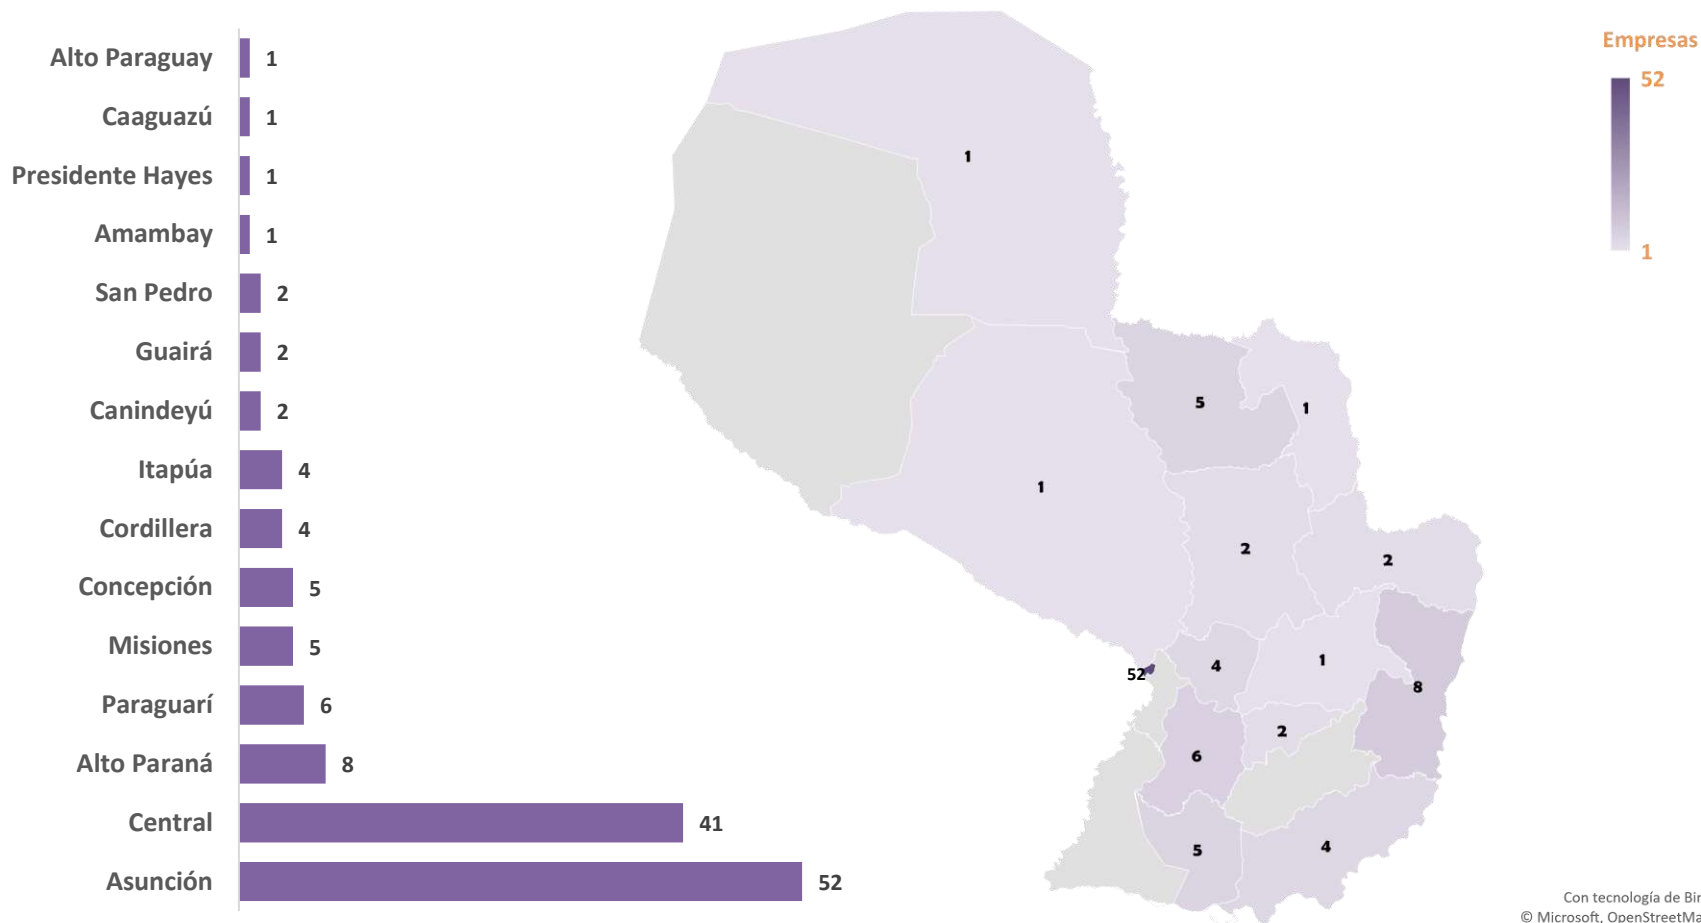 Alto Paraguay 1
Caaguazú 1
Presidente Hayes 1
Amambay 1
San Pedro 2
Guairá 2
Canindeyú 2
Itapúa 4
Cordillera 4
Concepción 5
Misiones 5
Paraguarí 6
Alto Paraná 8
Central 41
Asunción 52
1
5
1
1
2
2
52
4
1
8
2
6
5
4
Empresas
52
1
Con tecnología de Bin
© Microsoft, OpenStreetMa